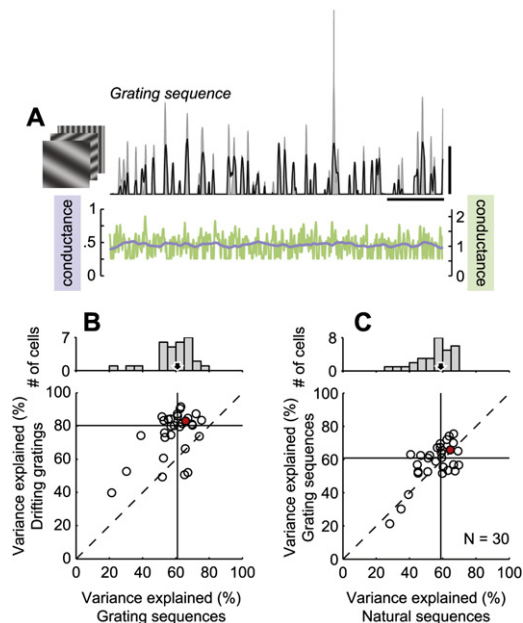 A
Grating sequence
conductance
1
.5
0
2
1
0
conductance
B
# of cells
7
0
Variance explained (%)
Drifting gratings
100
80
60
40
20
0
0 20 40 60 80 100
Variance explained (%)
Grating sequences
C
# of cells
8
0
Variance explained (%)
Grating sequences
100
80
60
40
20
0
N = 30
0 20 40 60 80 100
Variance explained (%)
Natural sequences